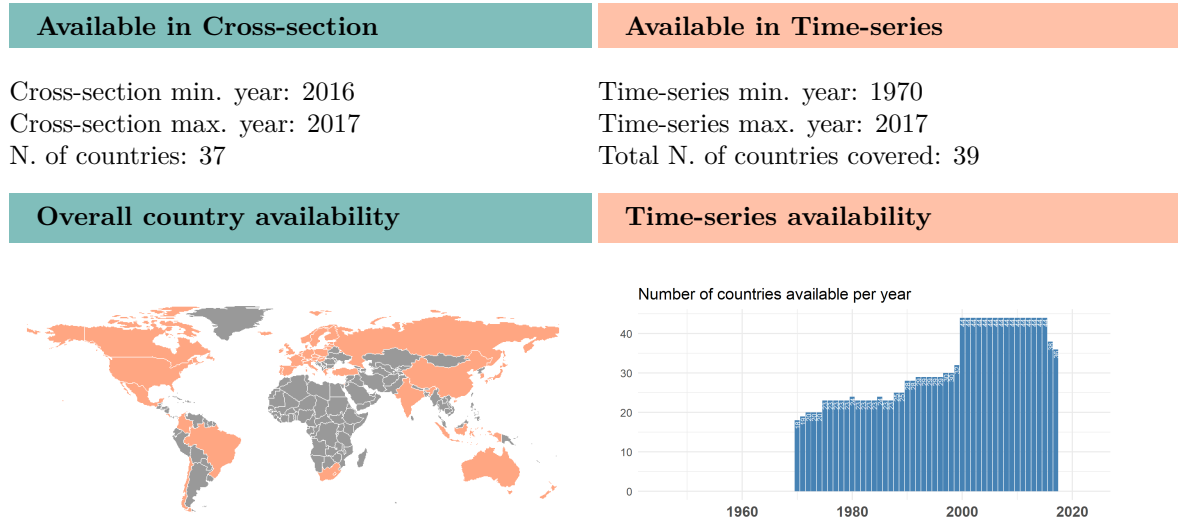 Available in Cross-section
Available in Time-series
Cross-section min. year: 2016
Cross-section max. year: 2017
N. of countries: 37
Time-series min. year: 1970
Time-series max. year: 2017
Total N. of countries covered: 39
Overall country availability
Time-series availability
Number of countries available per year
40
30
20
10
0
1960
1980
2000
2020